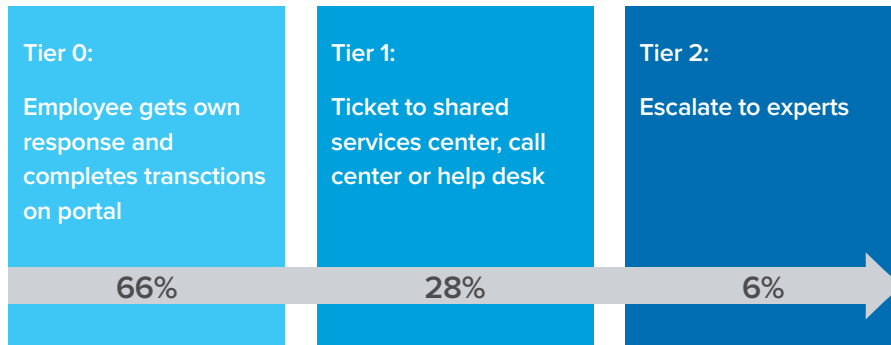 Tier 0:
Employee gets own
response and
completes transctions
on portal
66%
Tier 1:
Ticket to shared
services center, call
center or help desk
28%
Tier 2:
Escalate to experts
6%